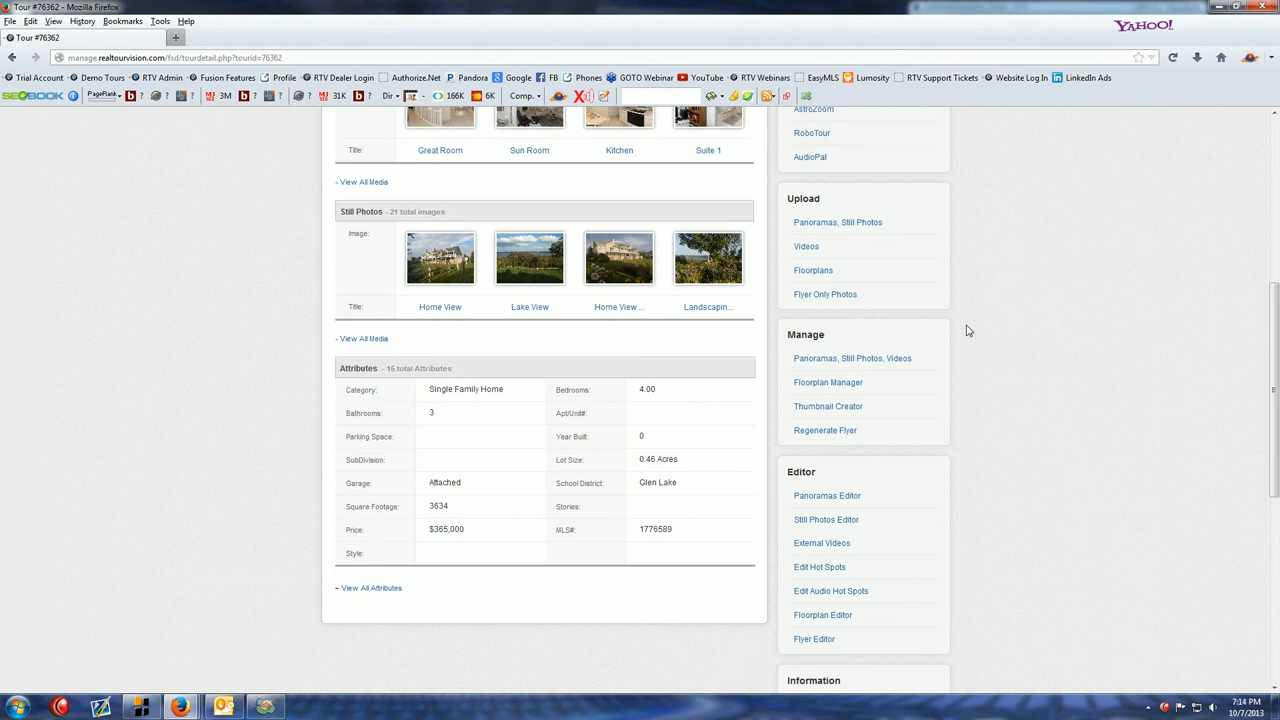 Tour #76362 - Mozilla Firefox
File Edit View History Bookmarks Tools Help
YAHOO!
Tour #76362 +
manage.realtourvision.com/fsd/tourdetail.php?tourid=76362
Trial Account Demo Tours RTV Admin Fusion Features Profile RTV Dealer Login Authorize.Net Pandora Google FB Phones GOTO Webinar YouTube RTV Webinars EasyMLS Lumosity RTV Support Tickets Website Log In LinkedIn Ads
SEOBOOK PageRank ? ? 3M ? 31K Dir 166K 6K Comp.
AstroZoom
RoboTour
AudioPal
Title: Great Room Sun Room Kitchen Suite 1
- View All Media
Still Photos - 21 total images
Image:
Title: Home View Lake View Home View ... Landscapin...
- View All Media
Attributes - 15 total Attributes
Category: Single Family Home Bedrooms: 4.00
Bathrooms: 3 Apt/Unit#:
Parking Space: Year Built: 0
SubDivision: Lot Size: 0.46 Acres
Garage: Attached School District: Glen Lake
Square Footage: 3634 Stories:
Price: $365,000 MLS#: 1776589
Style:
- View All Attributes
Upload
Panoramas, Still Photos
Videos
Floorplans
Flyer Only Photos
Manage
Panoramas, Still Photos, Videos
Floorplan Manager
Thumbnail Creator
Regenerate Flyer
Editor
Panoramas Editor
Still Photos Editor
External Videos
Edit Hot Spots
Edit Audio Hot Spots
Floorplan Editor
Flyer Editor
Information
7:14 PM
10/7/2013